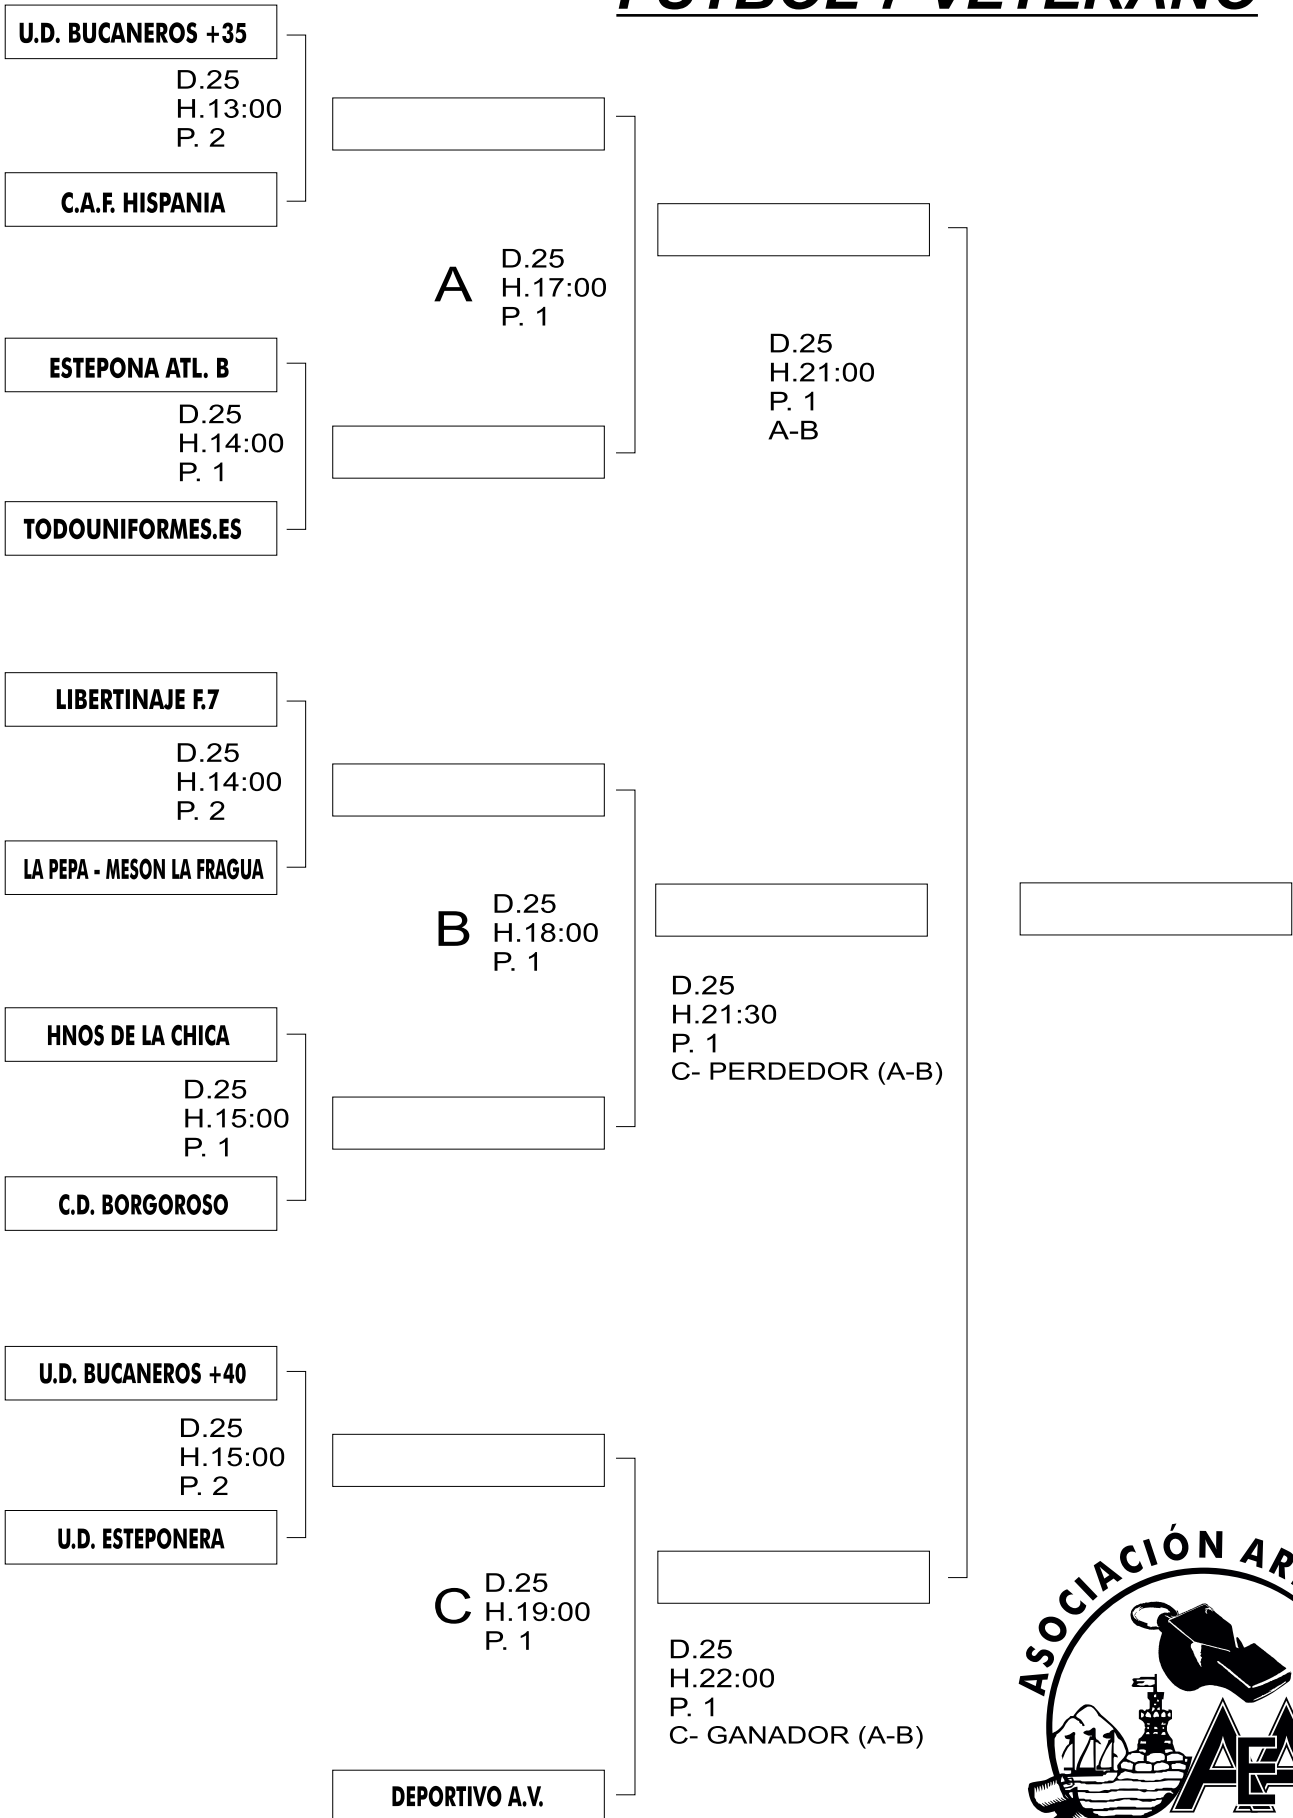 FUTBOL 7 VETERANO
U.D. BUCANEROS +35
D.25
H.13:00
P. 2
C.A.F. HISPANIA
A
D.25
H.17:00
P. 1
ESTEPONA ATL. B
D.25
H.14:00
P. 1
TODOUNIFORMES.ES
D.25
H.21:00
P. 1
A-B
LIBERTINAJE F.7
D.25
H.14:00
P. 2
LA PEPA - MESON LA FRAGUA
B
D.25
H.18:00
P. 1
HNOS DE LA CHICA
D.25
H.15:00
P. 1
C.D. BORGOROSO
D.25
H.21:30
P. 1
C- PERDEDOR (A-B)
U.D. BUCANEROS +40
D.25
H.15:00
P. 2
U.D. ESTEPONERA
C
D.25
H.19:00
P. 1
DEPORTIVO A.V.
D.25
H.22:00
P. 1
C- GANADOR (A-B)
ASOCIACIÓN AR
AEA